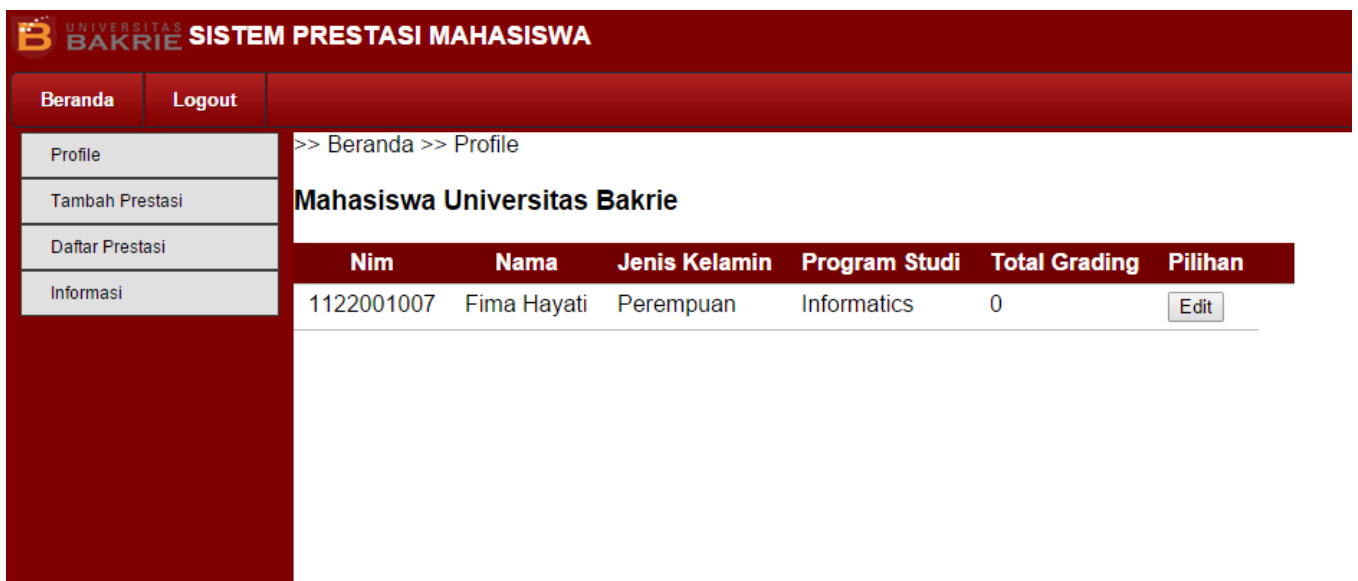 UNIVERSITAS
BAKRIE SISTEM PRESTASI MAHASISWA
Beranda Logout
Profile
Tambah Prestasi
Daftar Prestasi
Informasi
>> Beranda >> Profile
Mahasiswa Universitas Bakrie
Nim Nama Jenis Kelamin Program Studi Total Grading Pilihan
1122001007 Fima Hayati Perempuan Informatics 0 Edit